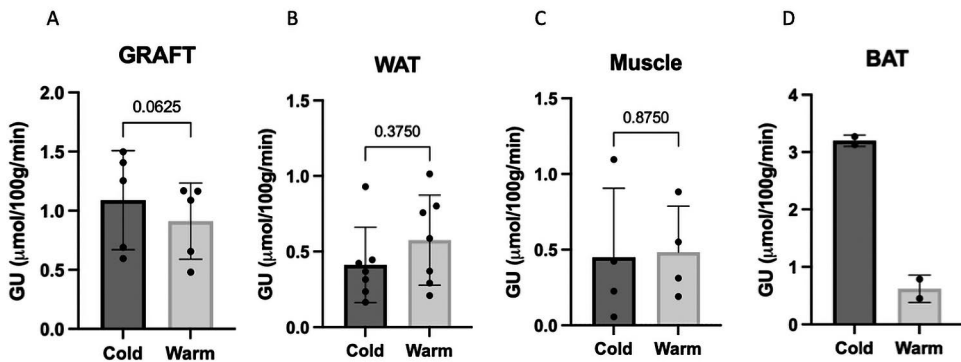 A
GRAFT
GU (μmol/100g/min)
2.0
1.5
1.0
0.5
0.0
0.0625
Cold Warm
B
WAT
GU (μmol/100g/min)
1.5
1.0
0.5
0.0
0.3750
Cold Warm
C
Muscle
GU (μmol/100g/min)
1.5
1.0
0.5
0.0
0.8750
Cold Warm
D
BAT
GU (μmol/100g/min)
4
3
2
1
0
Cold Warm